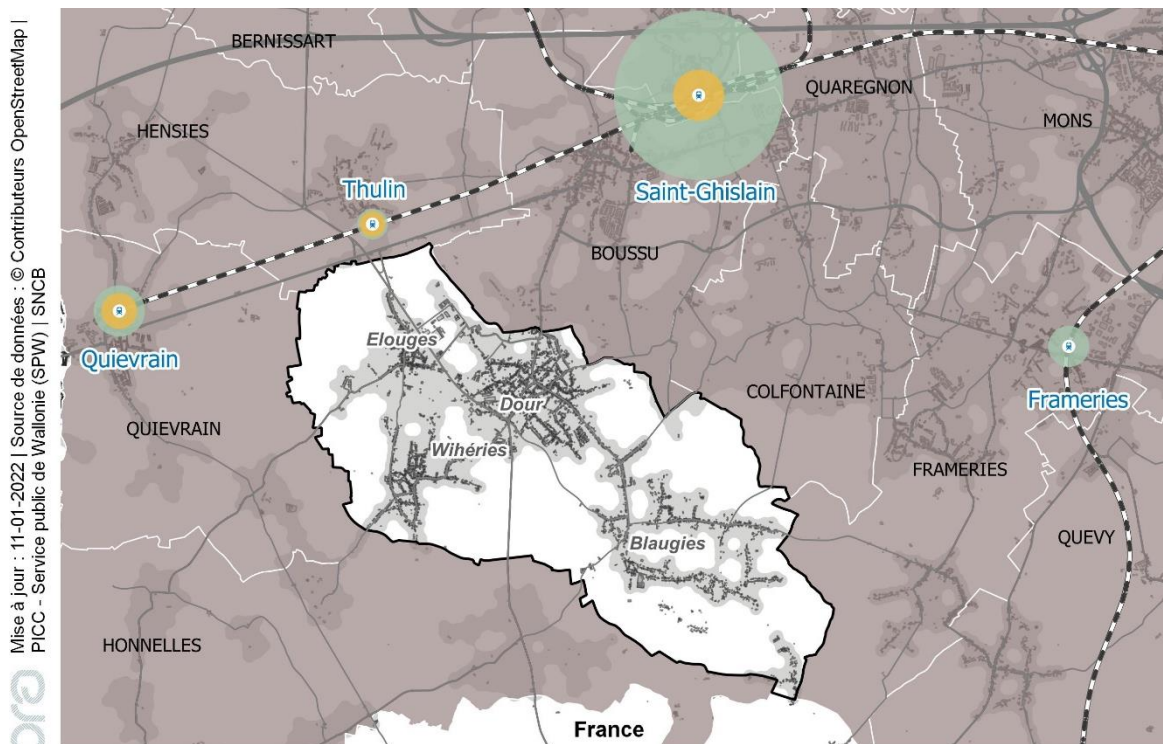 Mise à jour : 11-01-2022 | Source de données : © Contributeurs OpenStreetMap |
PICC - Service public de Wallonie (SPW) | SNCB
BERNISSART
QUAREGNON
MONS
HENSIES
Thulin
Saint-Ghislain
BOUSSU
Elouges
Quievrain
Dour
COLFONTAINE
Frameries
QUIEVRAIN
Wihéries
FRAMERIES
Blaugies
QUEVY
HONNELLES
France